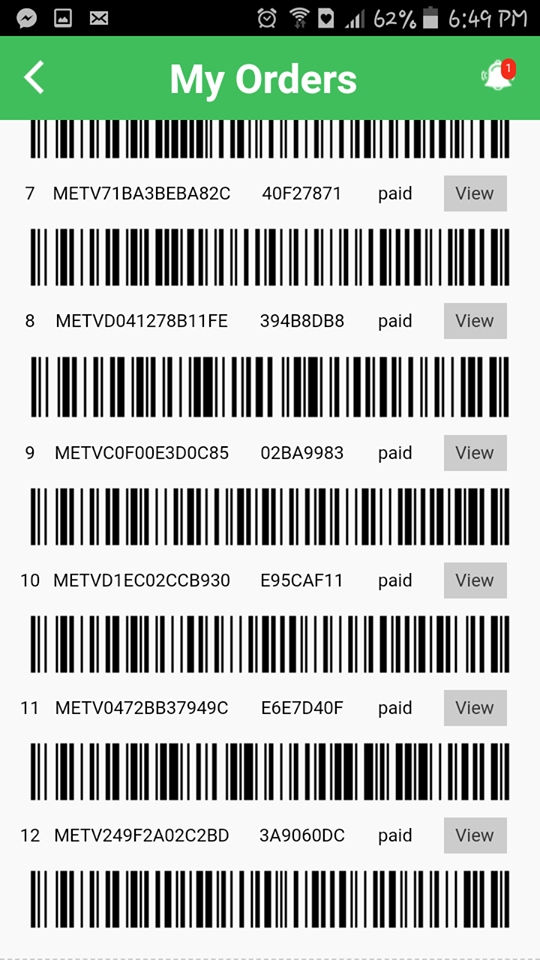 62% 6:49 PM
My Orders
1
7 METV71BA3BEBA82C 40F27871 paid View
8 METVD041278B11FE 394B8DB8 paid View
9 METVC0F00E3D0C85 02BA9983 paid View
10 METVD1EC02CCB930 E95CAF11 paid View
11 METV0472BB37949C E6E7D40F paid View
12 METV249F2A02C2BD 3A9060DC paid View